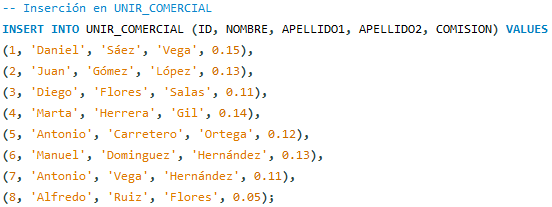 -- Inserción en UNIR_COMERCIAL
INSERT INTO UNIR_COMERCIAL (ID, NOMBRE, APELLIDO1, APELLIDO2, COMISION) VALUES
(1, 'Daniel', 'Sáez', 'Vega', 0.15),
(2, 'Juan', 'Gómez', 'López', 0.13),
(3, 'Diego', 'Flores', 'Salas', 0.11),
(4, 'Marta', 'Herrera', 'Gil', 0.14),
(5, 'Antonio', 'Carretero', 'Ortega', 0.12),
(6, 'Manuel', 'Dominguez', 'Hernández', 0.13),
(7, 'Antonio', 'Vega', 'Hernández', 0.11),
(8, 'Alfredo', 'Ruiz', 'Flores', 0.05);